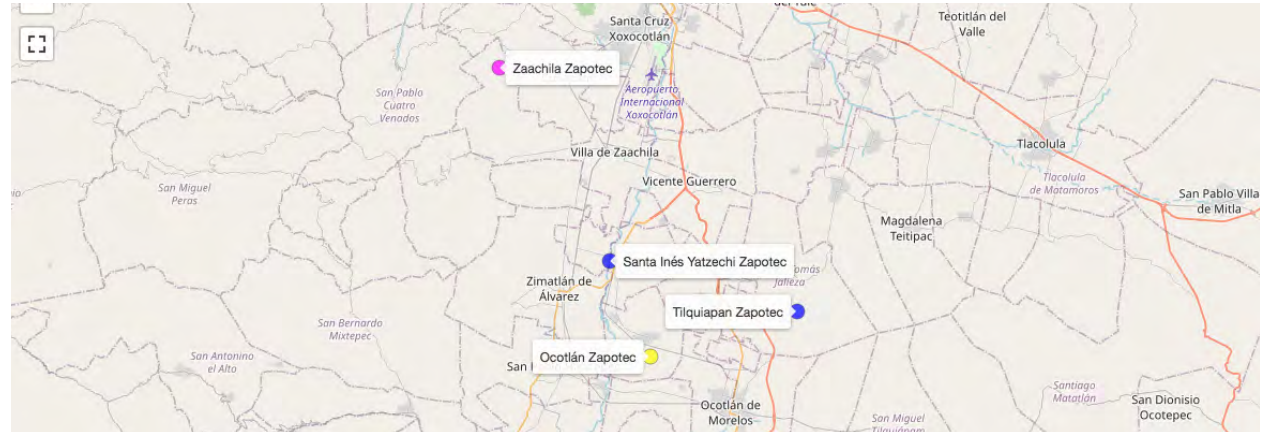 Teotitlán del
Valle
Santa Cruz
Xoxocotlán
Zaachila Zapotec
San Pablo
Cuatro
Venados
Aeropuerto
Internacional
Xoxocotlán
Tlacolula
Villa de Zaachila
Vicente Guerrero
San Miguel
Peras
Tlacolula
de Matamoros
San Pablo Villa
de Mitla
Magdalena
Teitipac
Santa Inés Yatzechi Zapotec
Jalieza
Zimatlán de
Álvarez
Tilquiapan Zapotec
San Bernardo
Mixtepec
Ocotlán Zapotec
San Antonino
el Alto
San
Santiago
Matatlán
San Dionisio
Ocotepec
Ocotlán de
Morelos
San Miguel
Tilquiápam